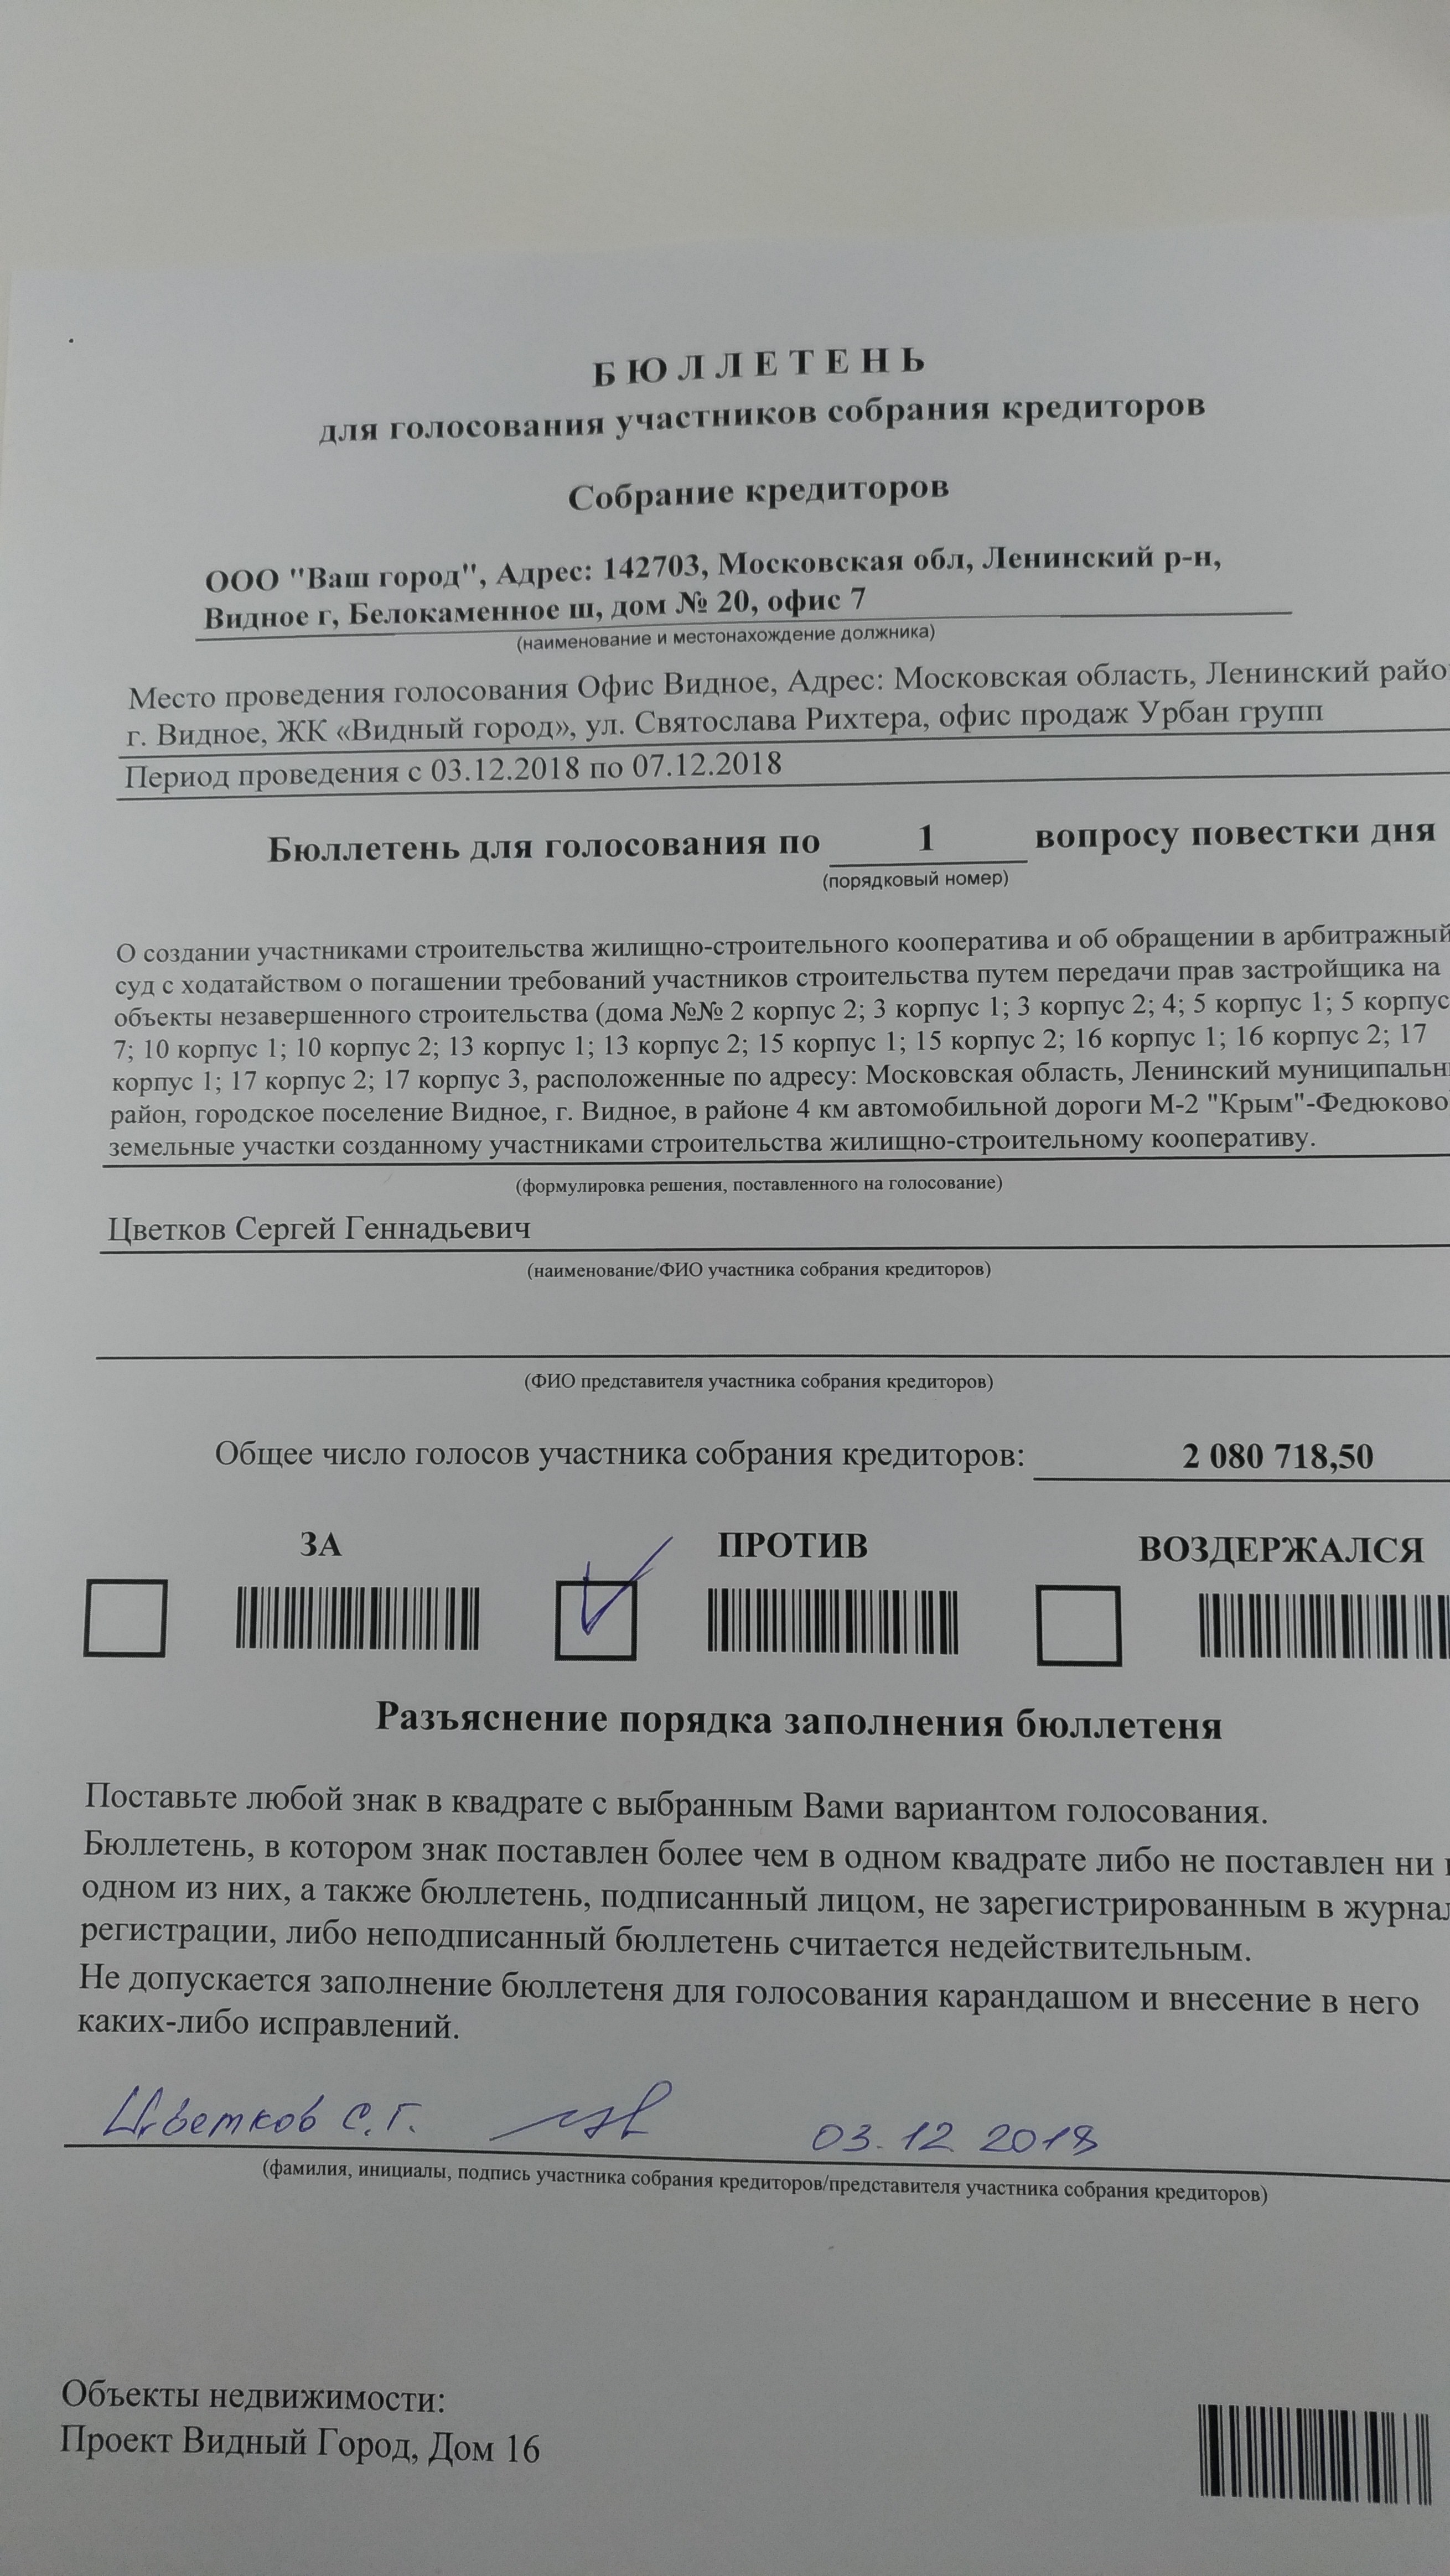 БЮЛЛЕТЕНЬ
для голосования участников собрания кредиторов
Собрание кредиторов
ООО "Ваш город", Адрес: 142703, Московская обл, Ленинский р-н,
Видное г, Белокаменное ш, дом № 20, офис 7
(наименование и местонахождение должника)
Место проведения голосования Офис Видное, Адрес: Московская область, Ленинский райо
г. Видное, ЖК «Видный город», ул. Святослава Рихтера, офис продаж Урбан групп
Период проведения с 03.12.2018 по 07.12.2018
Бюллетень для голосования по 1 вопросу повестки дня
(порядковый номер)
О создании участниками строительства жилищно-строительного кооператива и об обращении в арбитражный
суд с ходатайством о погашении требований участников строительства путем передачи прав застройщика на
объекты незавершенного строительства (дома №№ 2 корпус 2; 3 корпус 1; 3 корпус 2; 4; 5 корпус 1; 5 корпус
7; 10 корпус 1; 10 корпус 2; 13 корпус 1; 13 корпус 2; 15 корпус 1; 15 корпус 2; 16 корпус 1; 16 корпус 2; 17
корпус 1; 17 корпус 2; 17 корпус 3, расположенные по адресу: Московская область, Ленинский муниципальн
район, городское поселение Видное, г. Видное, в районе 4 км автомобильной дороги М-2 "Крым"-Федюково
земельные участки созданному участниками строительства жилищно-строительному кооперативу.
(формулировка решения, поставленного на голосование)
Цветков Сергей Геннадьевич
(наименование/ФИО участника собрания кредиторов)
(ФИО представителя участника собрания кредиторов)
Общее число голосов участника собрания кредиторов: 2 080 718,50
ЗА ПРОТИВ ВОЗДЕРЖАЛСЯ
Разъяснение порядка заполнения бюллетеня
Поставьте любой знак в квадрате с выбранным Вами вариантом голосования.
Бюллетень, в котором знак поставлен более чем в одном квадрате либо не поставлен ни
одном из них, а также бюллетень, подписанный лицом, не зарегистрированным в журнал
регистрации, либо неподписанный бюллетень считается недействительным.
Не допускается заполнение бюллетеня для голосования карандашом и внесение в него
каких-либо исправлений.
Цветков С.Г. 03.12.2018
(фамилия, инициалы, подпись участника собрания кредиторов/представителя участника собрания кредиторов)
Объекты недвижимости:
Проект Видный Город, Дом 16